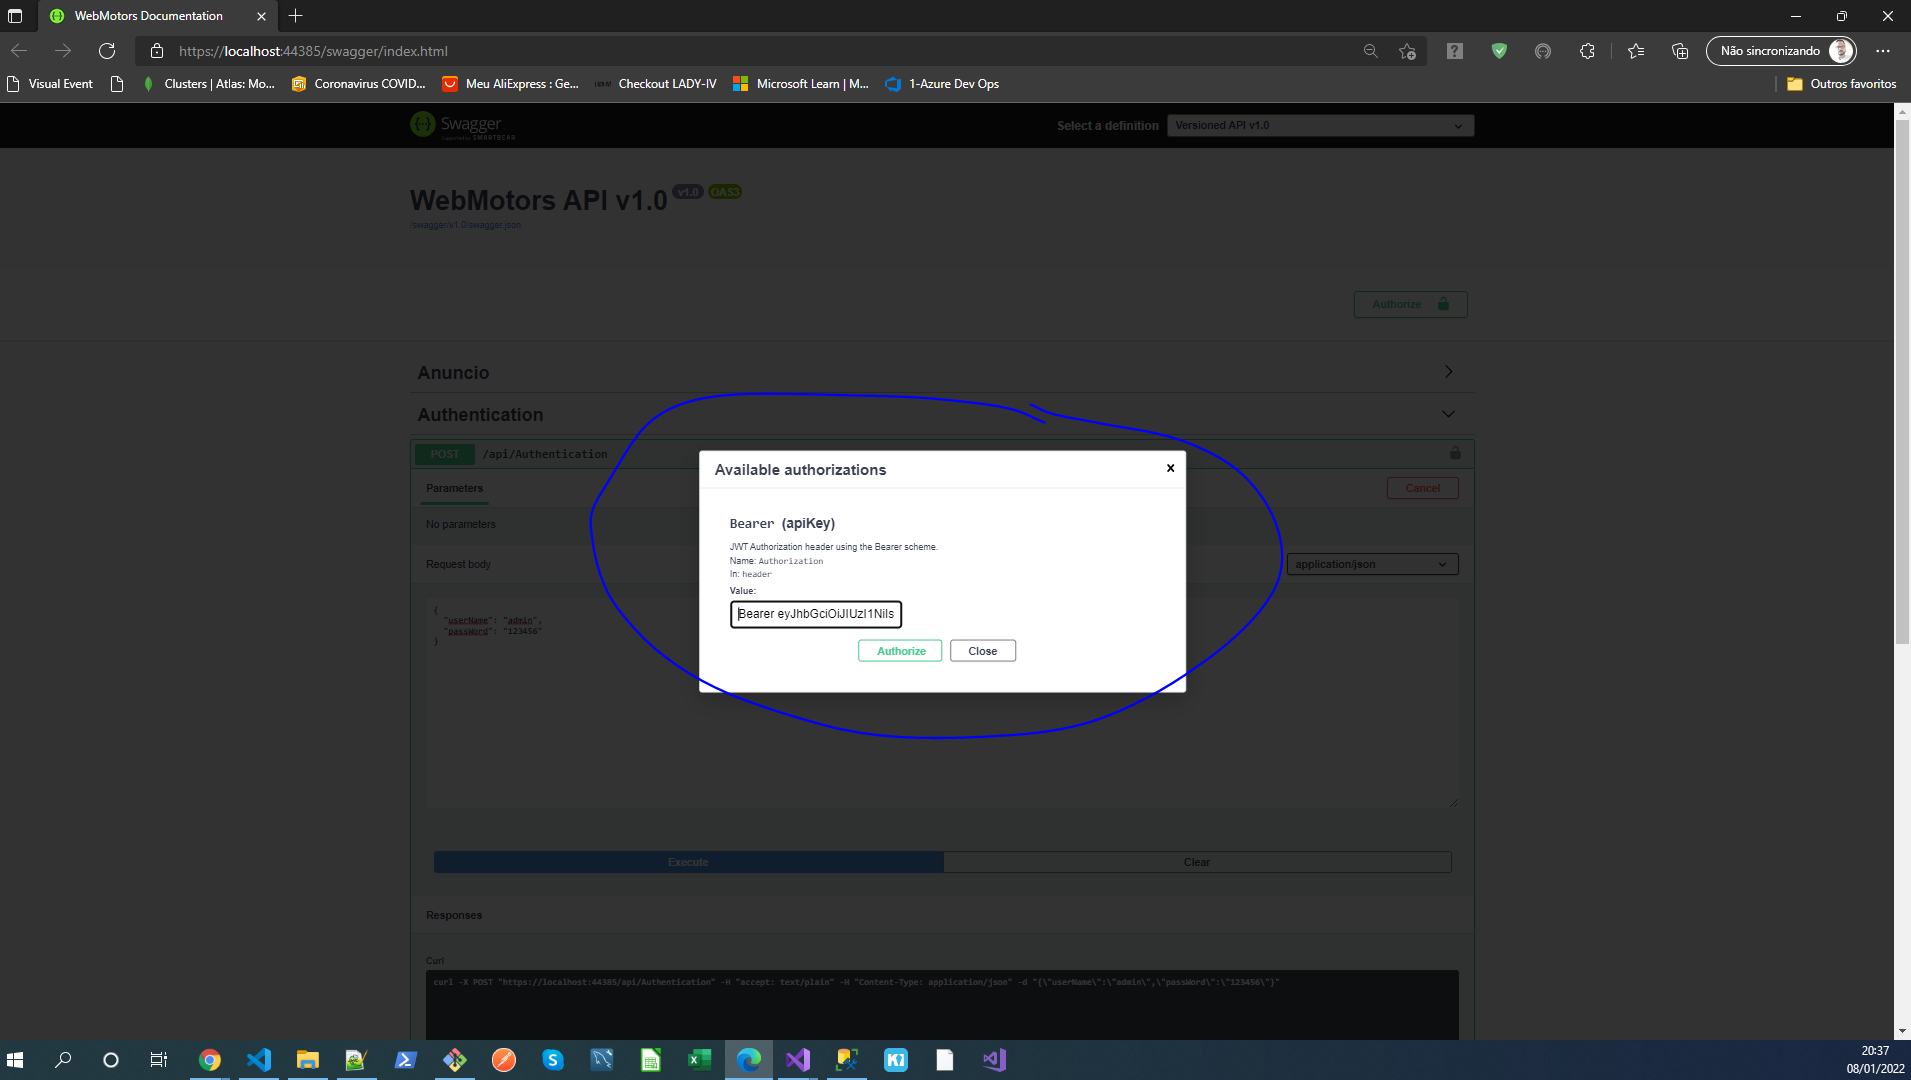 WebMotors Documentation
https://localhost:44385/swagger/index.html
Não sincronizando
Visual Event
Clusters | Atlas: Mo...
Coronavirus COVID...
Meu AliExpress : Ge...
Checkout LADY-IV
Microsoft Learn | M...
1-Azure Dev Ops
Outros favoritos
Swagger
Supported by SMARTBEAR
Select a definition
Versioned API v1.0
WebMotors API v1.0
v1.0
OAS3
/swagger/v1.0/swagger.json
Authorize
Anuncio
Authentication
POST
/api/Authentication
Parameters
Cancel
No parameters
Request body
application/json
{
"userName": "admin",
"passWord": "123456"
}
Available authorizations
Bearer (apiKey)
JWT Authorization header using the Bearer scheme.
Name: Authorization
In: header
Value:
Bearer eyJhbGciOiJIUzI1NiIs
Authorize
Close
Execute
Clear
Responses
Curl
curl -X POST "https://localhost:44385/api/Authentication" -H "accept: text/plain" -H "Content-Type: application/json" -d "{\"userName\":\"admin\",\"passWord\":\"123456\"}"
20:37
08/01/2022